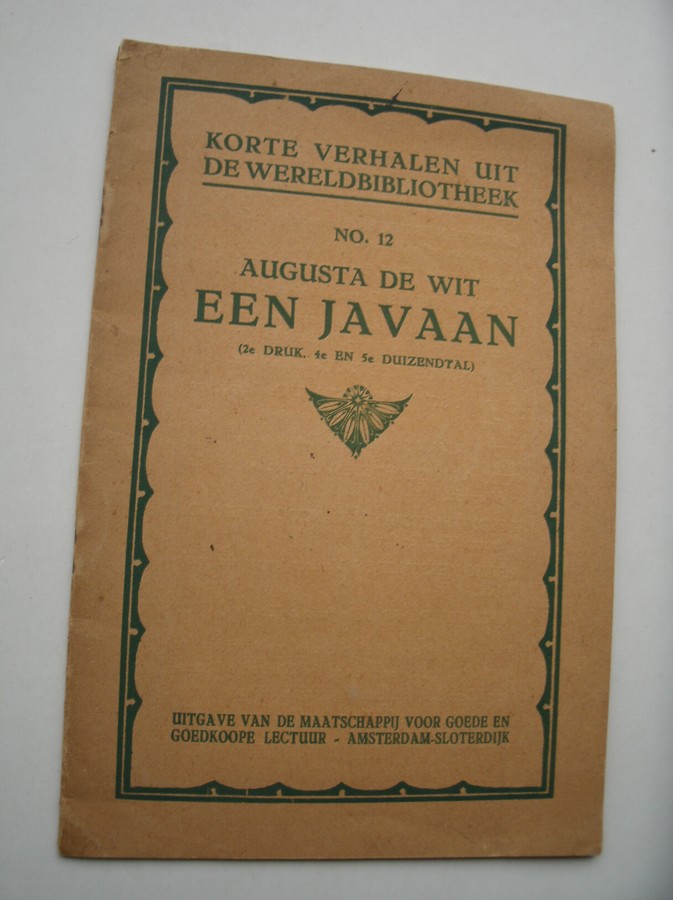 KORTE VERHALEN UIT
DE WERELDBIBLIOTHEEK
NO. 12
AUGUSTA DE WIT
EEN JAVAAN
(2e DRUK, 4e EN 5e DUIZENDTAL)
UITGAVE VAN DE MAATSCHAPPIJ VOOR GOEDE EN
GOEDKOOPE LECTUUR - AMSTERDAM-SLOTERDIJK